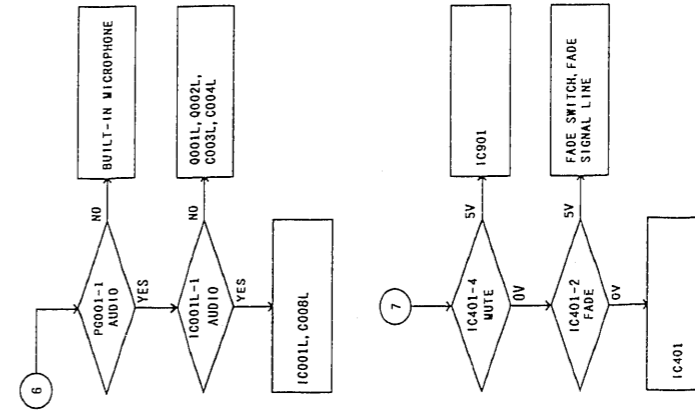 6
PG001-1
AUDIO
NO
BUILT-IN MICROPHONE
YES
IC001L-1
AUDIO
NO
Q001L, Q002L,
C003L, C004L
YES
IC001L, C008L
7
IC401-4
MUTE
5V
IC901
0V
IC401-2
FADE
5V
FADE SWITCH, FADE
SIGNAL LINE
0V
IC401